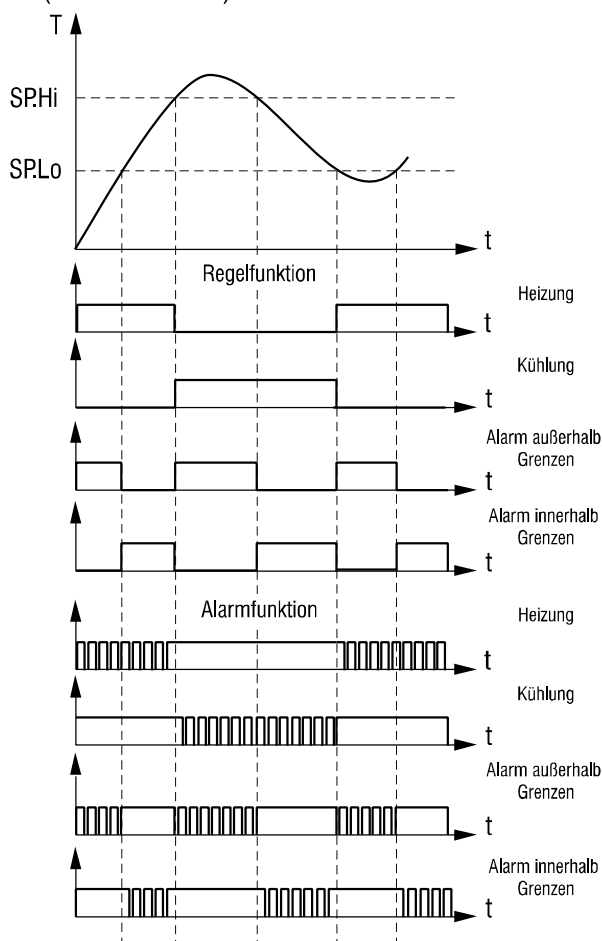 T
SP.Hi
SP.Lo
t
Regelfunktion
Heizung
t
Kühlung
t
Alarm außerhalb
Grenzen
t
Alarm innerhalb
Grenzen
t
Alarmfunktion
Heizung
t
Kühlung
t
Alarm außerhalb
Grenzen
t
Alarm innerhalb
Grenzen
t